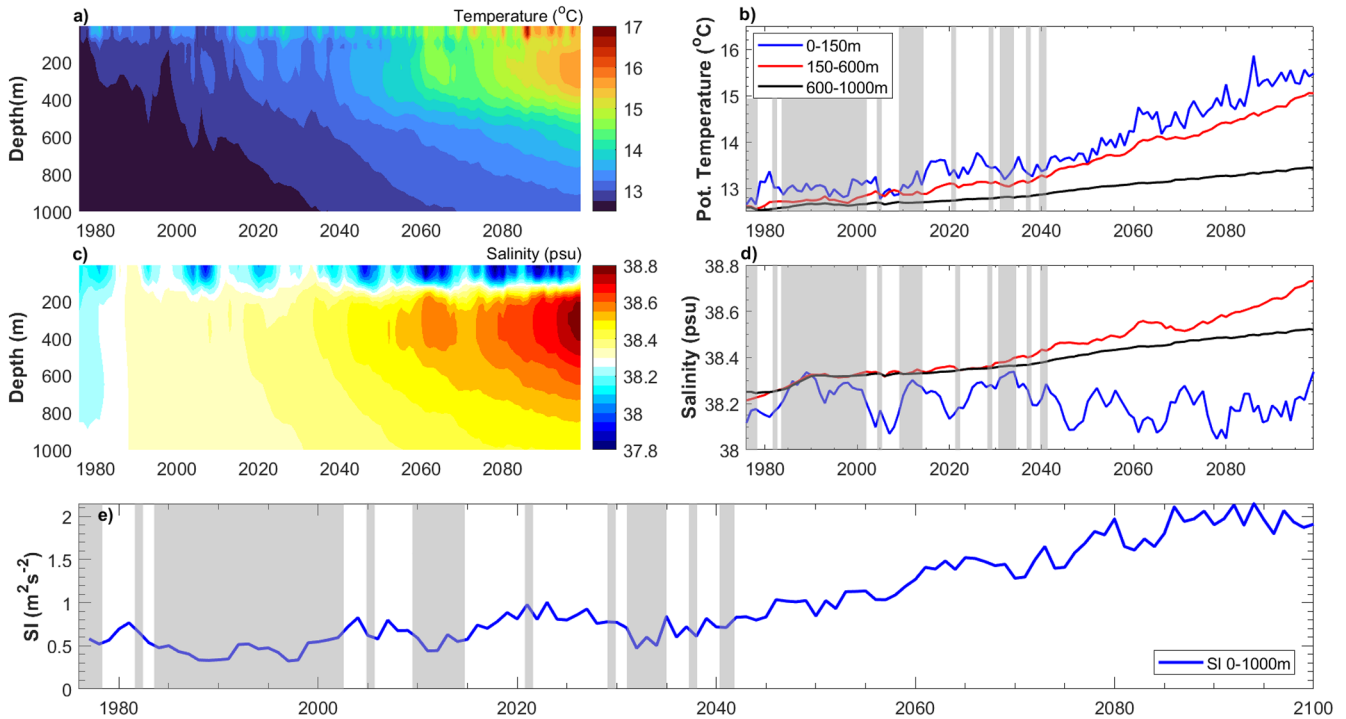 a) Temperature (°C)
17
16
15
14
13
200
400
600
800
1000
Depth(m)
1980 2000 2020 2040 2060 2080
b)
16
15
14
13
Pot. Temperature (°C)
0-150m
150-600m
600-1000m
1980 2000 2020 2040 2060 2080
c) Salinity (psu)
38.8
38.6
38.4
38.2
38
37.8
200
400
600
800
1000
Depth (m)
1980 2000 2020 2040 2060 2080
d)
38.8
38.6
38.4
38.2
38
Salinity (psu)
1980 2000 2020 2040 2060 2080
e)
2
1.5
1
0.5
0
SI (m²s⁻²)
SI 0-1000m
1980 2000 2020 2040 2060 2080 2100